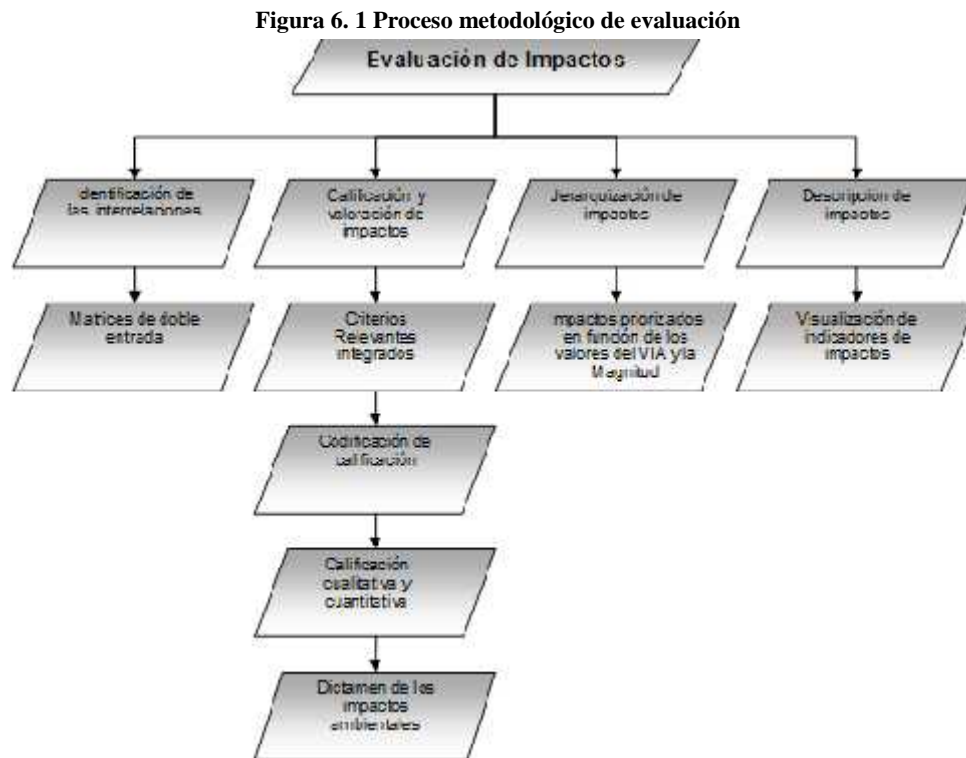 Figura 6. 1 Proceso metodológico de evaluación
Evaluación de Impactos
Identificación de
las interrelaciones
Calificación y
valoración de
impactos
Jerarquización de
impactos
Descripción de
impactos
Matrices de doble
entrada
Criterios
Relevantes
integrados
Impactos priorizados
en función de los
valores del VIA y la
Magnitud
Visualización de
indicadores de
impactos
Codificación de
calificación
Calificación
cualitativa y
cuantitativa
Dictamen de los
impactos
ambientales